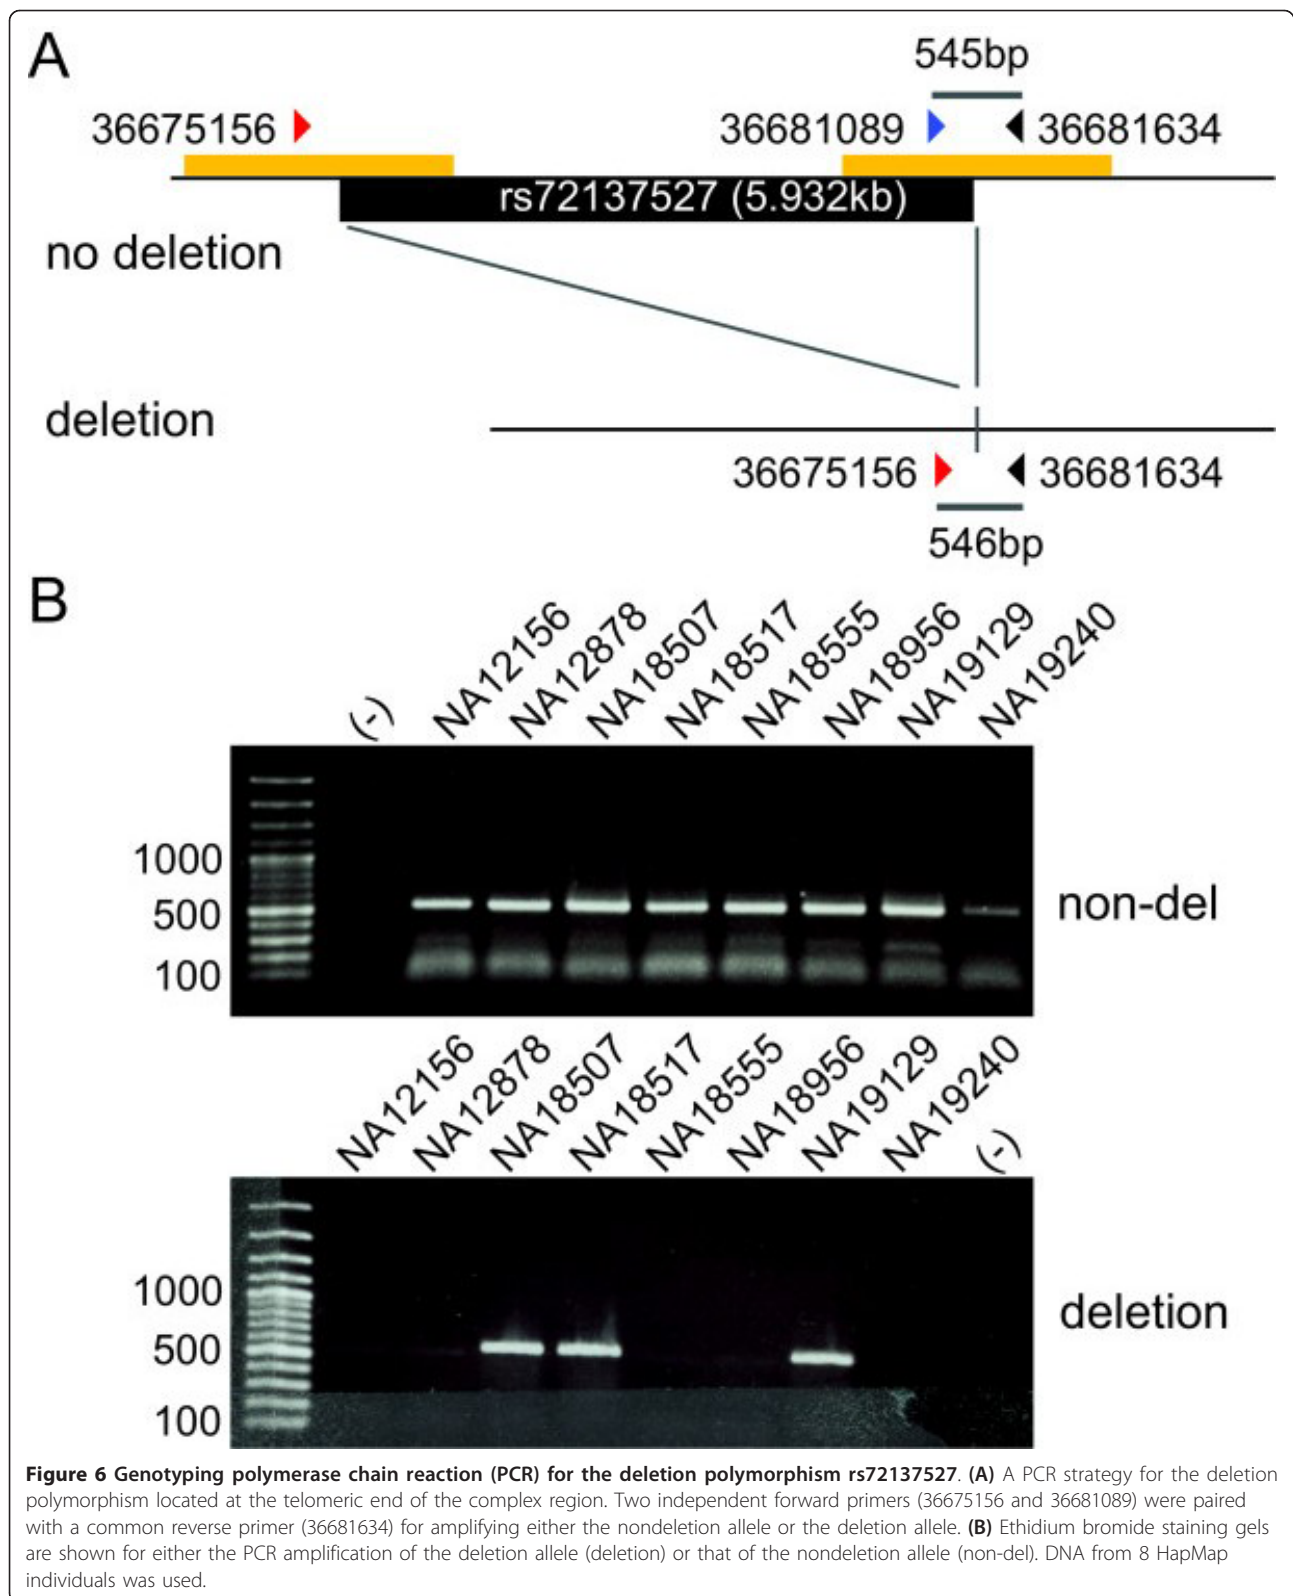 A
545bp
36675156 36681089 36681634
rs72137527 (5.932kb)
no deletion
deletion
36675156 36681634
546bp
B
(-) NA12156 NA12878 NA18507 NA18517 NA18555 NA18956 NA19129 NA19240
1000
500
100
non-del
NA12156 NA12878 NA18507 NA18517 NA18555 NA18956 NA19129 NA19240 (-)
1000
500
100
deletion
Figure 6 Genotyping polymerase chain reaction (PCR) for the deletion polymorphism rs72137527. (A) A PCR strategy for the deletion
polymorphism located at the telomeric end of the complex region. Two independent forward primers (36675156 and 36681089) were paired
with a common reverse primer (36681634) for amplifying either the nondeletion allele or the deletion allele. (B) Ethidium bromide staining gels
are shown for either the PCR amplification of the deletion allele (deletion) or that of the nondeletion allele (non-del). DNA from 8 HapMap
individuals was used.